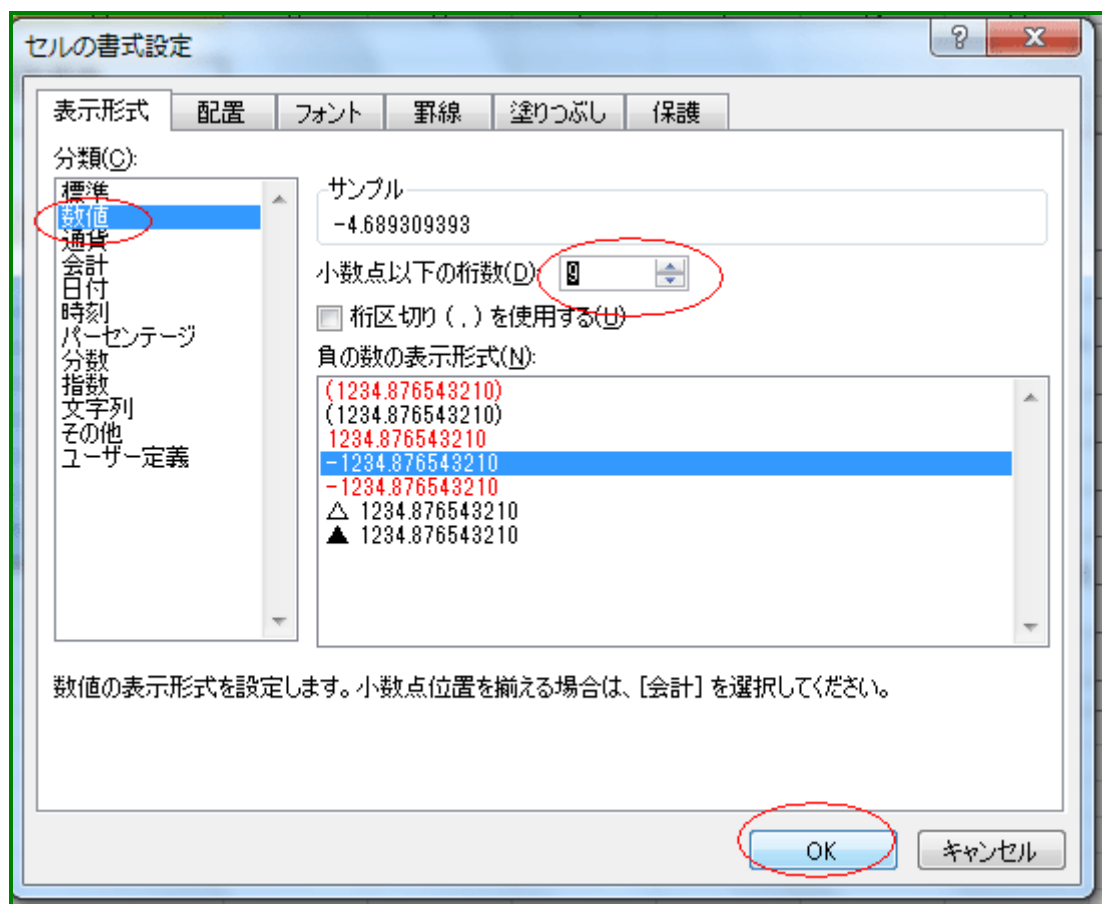 セルの書式設定
表示形式 配置 フォント 罫線 塗りつぶし 保護
分類(C):
標準
数値
通貨
会計
日付
時刻
パーセンテージ
分数
指数
文字列
その他
ユーザー定義
サンプル
-4.689309393
小数点以下の桁数(D): 9
桁区切り(,)を使用する(U)
負の数の表示形式(N):
(1234.876543210)
(1234.876543210)
1234.876543210
-1234.876543210
-1234.876543210
△ 1234.876543210
▲ 1234.876543210
数値の表示形式を設定します。小数点位置を揃える場合は、[会計] を選択してください。
OK キャンセル